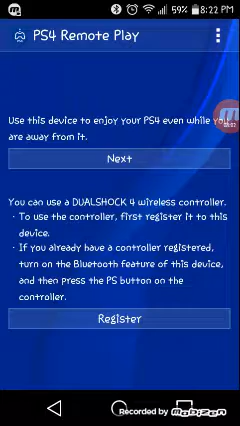 59% 8:22 PM
PS4 Remote Play
Use this device to enjoy your PS4 even while you
are away from it.
Next
You can use a DUALSHOCK 4 wireless controller.
· To use the controller, first register it to this
device.
· If you already have a controller registered,
turn on the Bluetooth feature of this device,
and then press the PS button on the
controller.
Register
Recorded by Mobizen